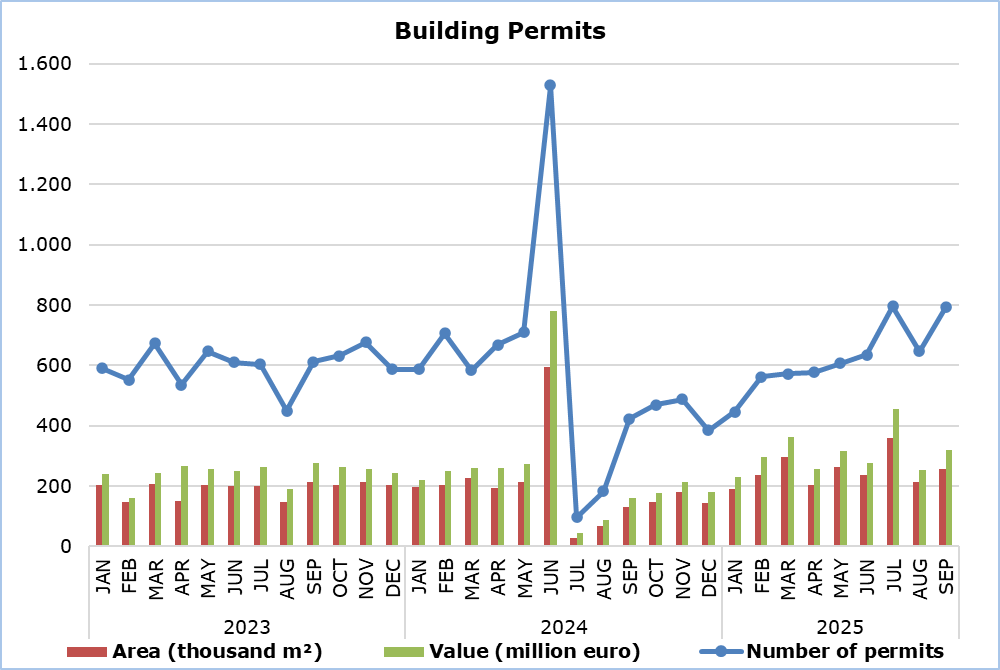 Building Permits
1.600
1.400
1.200
1.000
800
600
400
200
0
JAN FEB MAR APR MAY JUN JUL AUG SEP OCT NOV DEC JAN FEB MAR APR MAY JUN JUL AUG SEP OCT NOV DEC JAN FEB MAR APR MAY JUN JUL AUG SEP
2023 2024 2025
Area (thousand m²) Value (million euro) Number of permits